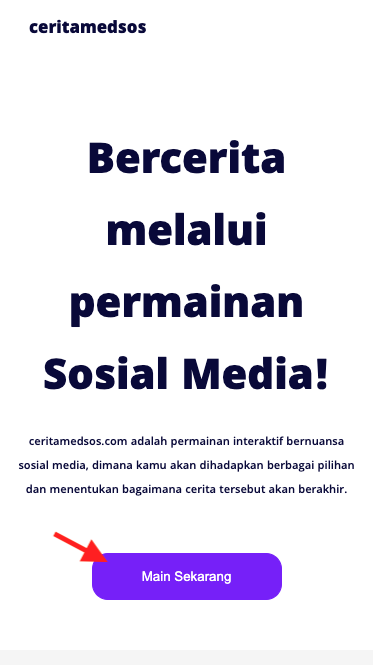 ceritamedsos
Bercerita
melalui
permainan
Sosial Media!
ceritamedsos.com adalah permainan interaktif bernuansa
sosial media, dimana kamu akan dihadapkan berbagai pilihan
dan menentukan bagaimana cerita tersebut akan berakhir.
Main Sekarang